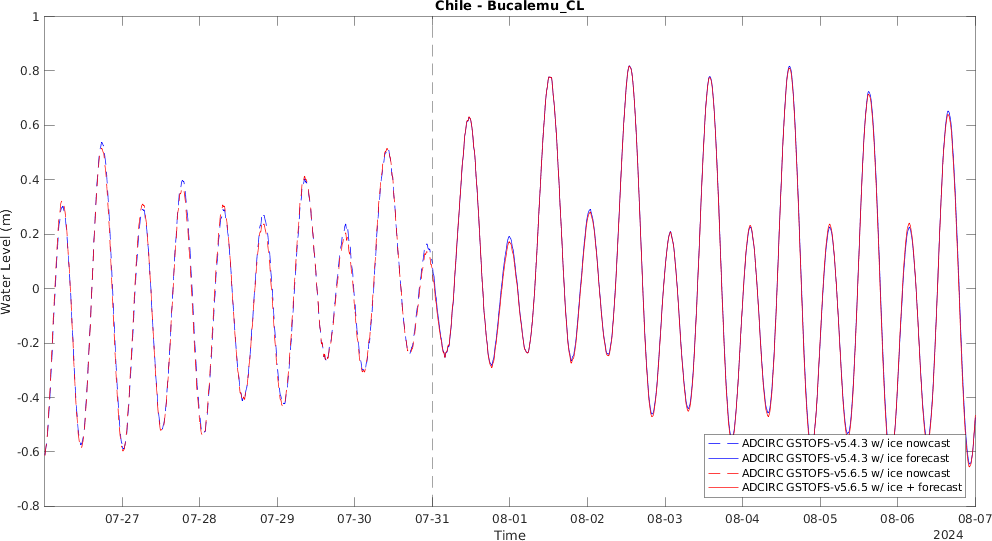 Chile - Bucalemu_CL
1
0.8
0.6
0.4
0.2
0
-0.2
-0.4
-0.6
-0.8
Water Level (m)
ADCIRC GSTOFS-v5.4.3 w/ ice nowcast
ADCIRC GSTOFS-v5.4.3 w/ ice forecast
ADCIRC GSTOFS-v5.6.5 w/ ice nowcast
ADCIRC GSTOFS-v5.6.5 w/ ice + forecast
07-27 07-28 07-29 07-30 07-31 08-01 08-02 08-03 08-04 08-05 08-06 08-07
Time
2024